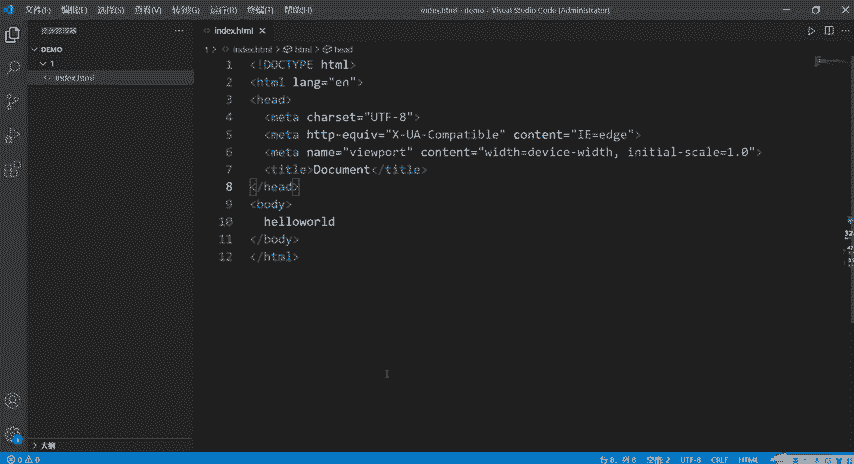 文件(F) 编辑(E) 选择(S) 查看(V) 转到(G) 运行(R) 终端(T) 帮助(H) index.html - demo - Visual Studio Code [Administrator]
资源管理器 ···
DEMO
1
index.html
index.html
1 > index.html > html > head
1 <!DOCTYPE html>
2 <html lang="en">
3 <head>
4 <meta charset="UTF-8">
5 <meta http-equiv="X-UA-Compatible" content="IE=edge">
6 <meta name="viewport" content="width=device-width, initial-scale=1.0">
7 <title>Document</title>
8 </head>
9 <body>
10 helloworld
11 </body>
12 </html>
大纲
0 0 行 8, 列 8 空格: 2 UTF-8 CRLF HTML